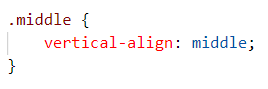 .middle {
    vertical-align: middle;
}